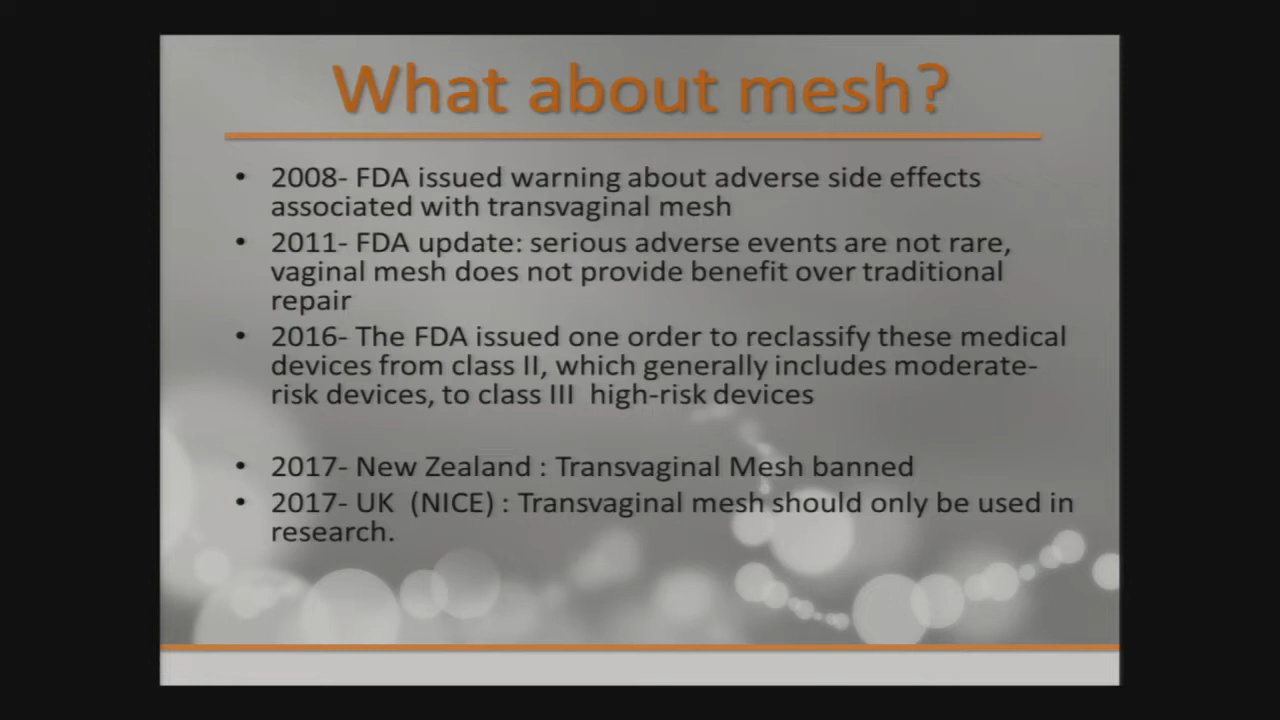 What about mesh?
• 2008- FDA issued warning about adverse side effects
associated with transvaginal mesh
• 2011- FDA update: serious adverse events are not rare,
vaginal mesh does not provide benefit over traditional
repair
• 2016- The FDA issued one order to reclassify these medical
devices from class II, which generally includes moderate-
risk devices, to class III  high-risk devices
• 2017- New Zealand : Transvaginal Mesh banned
• 2017- UK  (NICE) : Transvaginal mesh should only be used in
research.